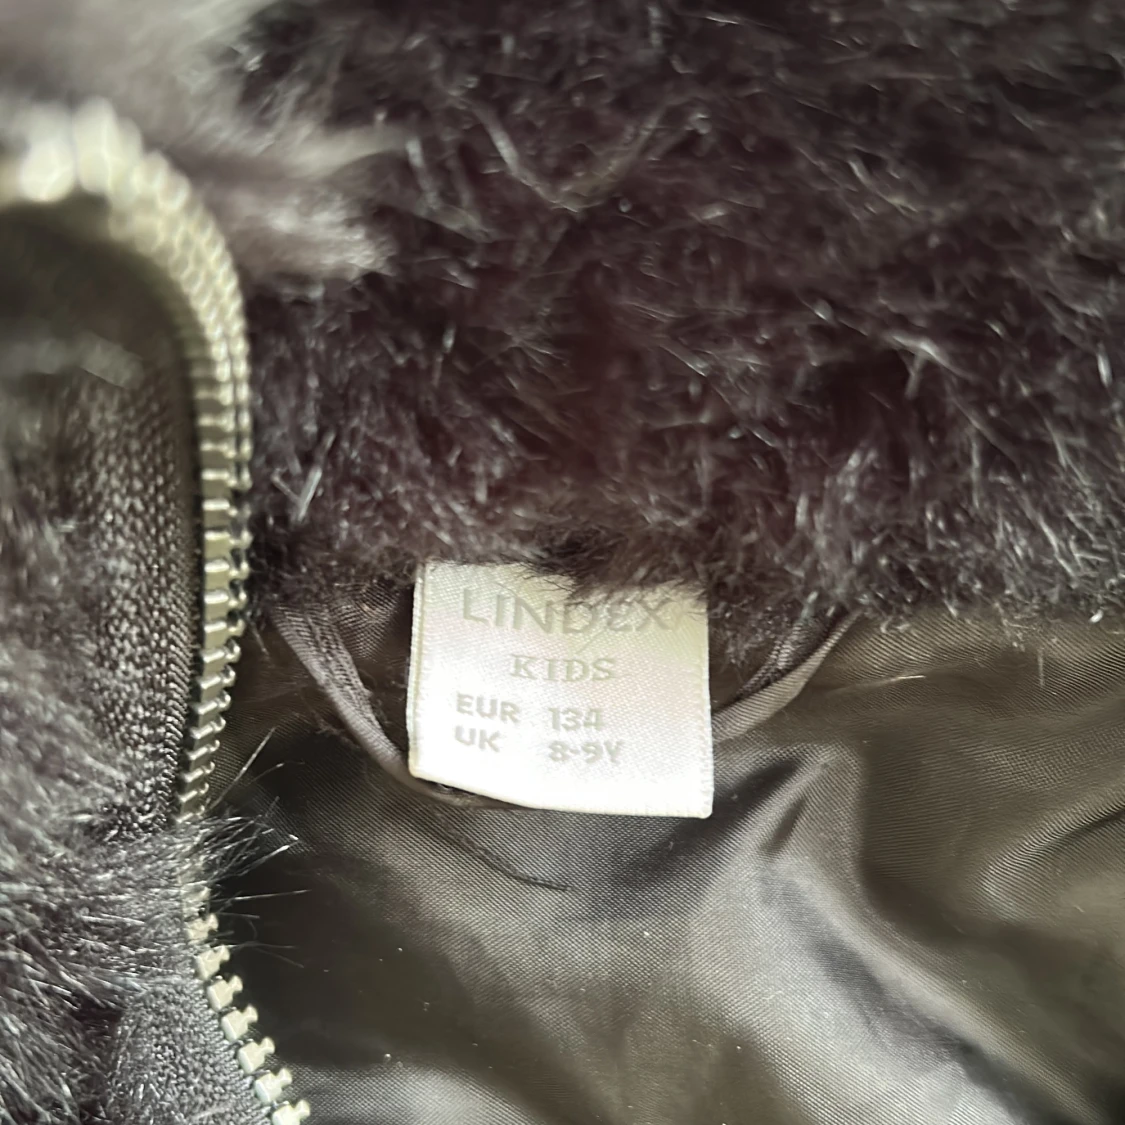 LINDEX
KIDS
EUR 134
UK 8-9Y